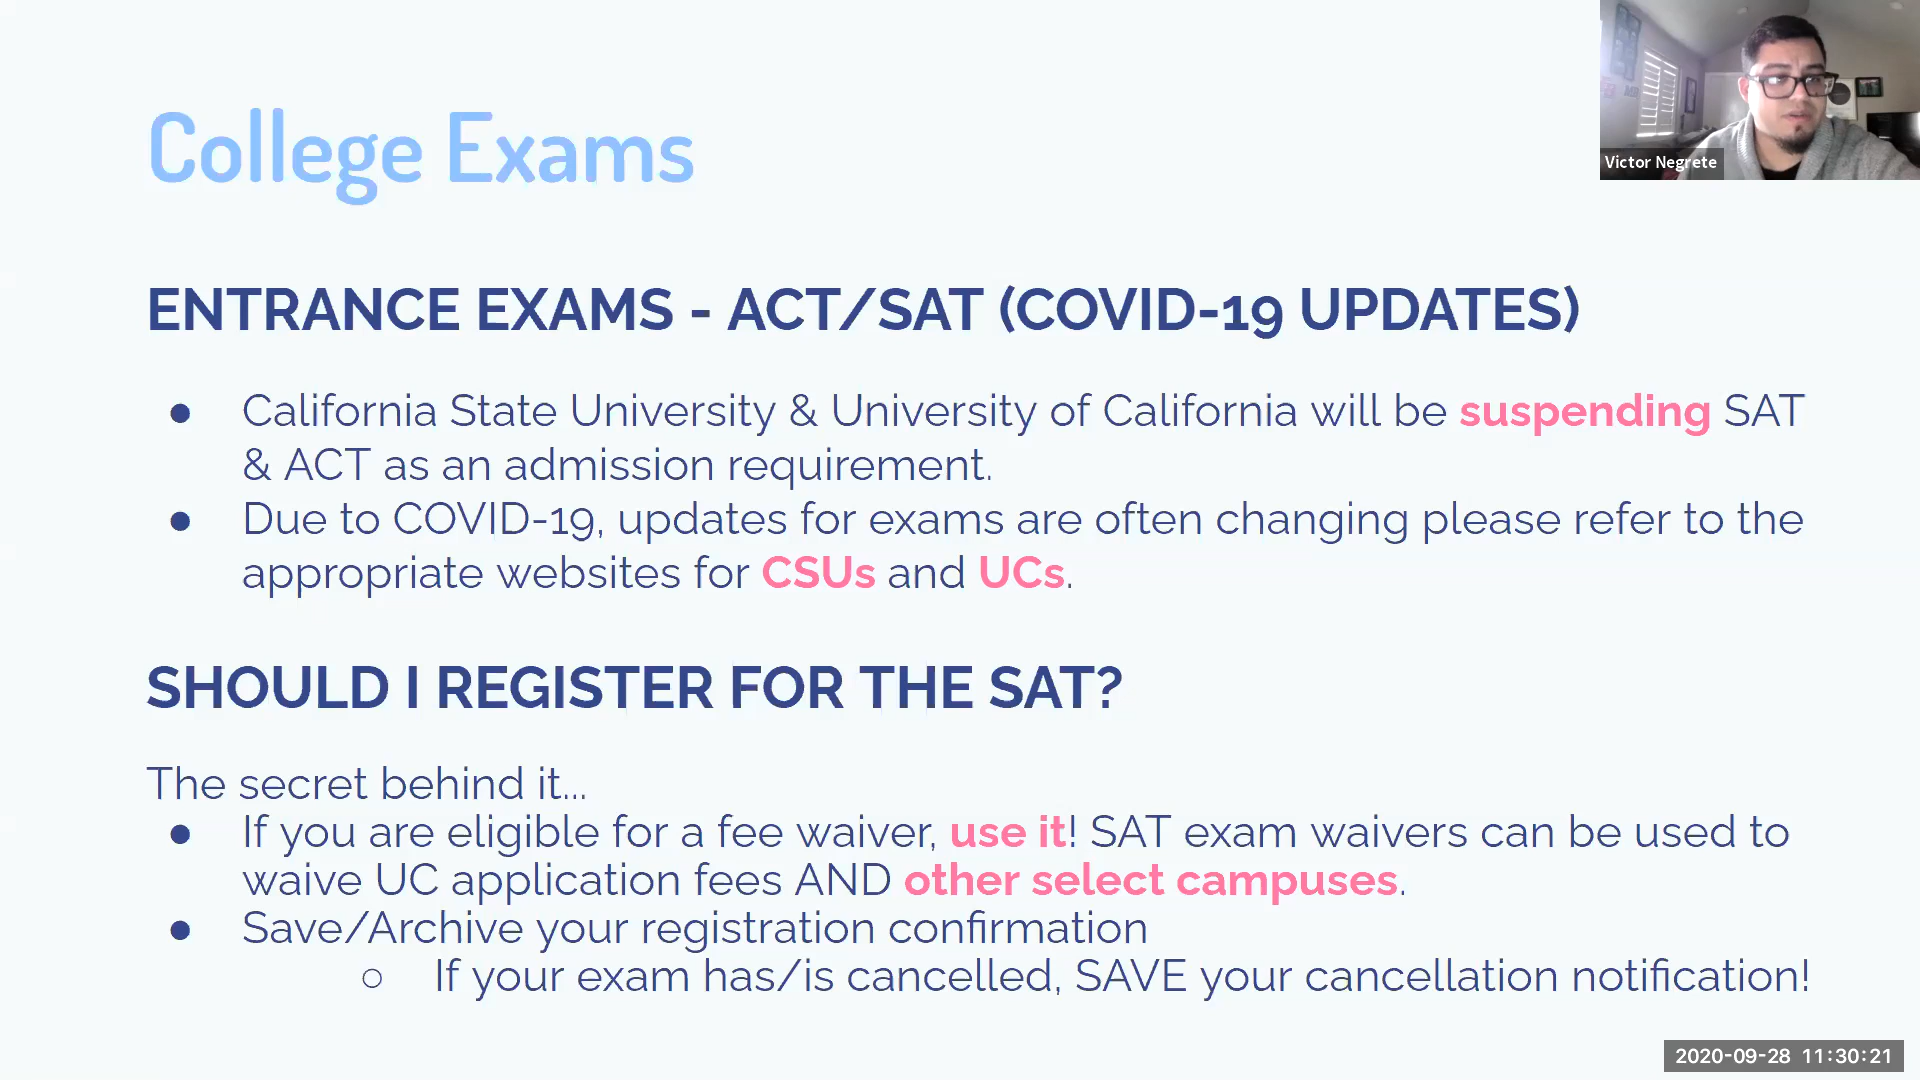 College Exams
Victor Negrete
ENTRANCE EXAMS - ACT/SAT (COVID-19 UPDATES)
● California State University & University of California will be suspending SAT
& ACT as an admission requirement.
● Due to COVID-19, updates for exams are often changing please refer to the
appropriate websites for CSUs and UCs.
SHOULD I REGISTER FOR THE SAT?
The secret behind it...
● If you are eligible for a fee waiver, use it! SAT exam waivers can be used to
waive UC application fees AND other select campuses.
● Save/Archive your registration confirmation
○ If your exam has/is cancelled, SAVE your cancellation notification!
2020-09-28 11:30:21